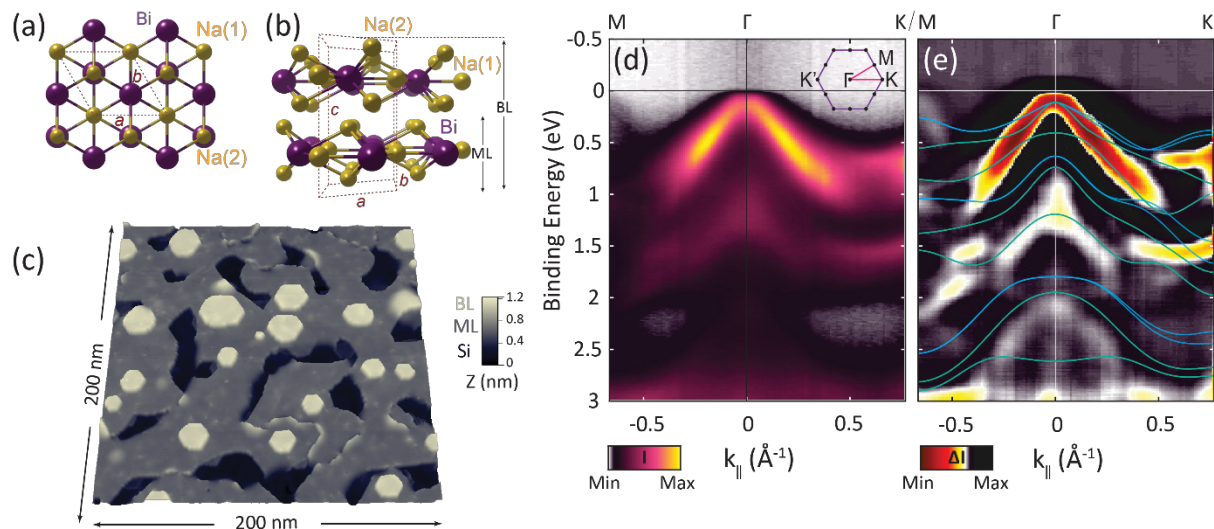 (a)
Bi
Na(1)
b
a
Na(2)
(b)
Na(2)
Na(1)
c
BL
Bi
ML
b
a
(c)
200 nm
200 nm
BL
ML
Si
1.2
0.8
0.4
0
Z (nm)
M Γ K/M Γ K
(d)
M
K' Γ K
(e)
-0.5
0
0.5
1
1.5
2
2.5
3
Binding Energy (eV)
-0.5 0 0.5 -0.5 0 0.5
I
Min Max
k∥ (Å⁻¹)
ΔI
Min Max
k∥ (Å⁻¹)